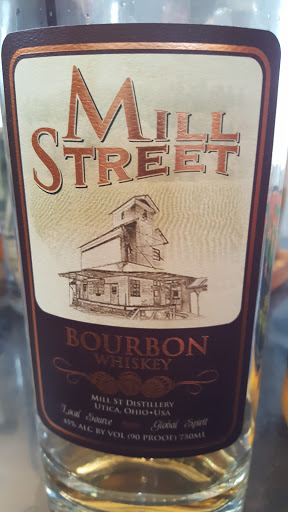 MILL
STREET
BOURBON
WHISKEY
MILL ST DISTILLERY
UTICA, OHIO•USA
Local Source Global Spirit
45% ALC BY VOL (90 PROOF) 750ML